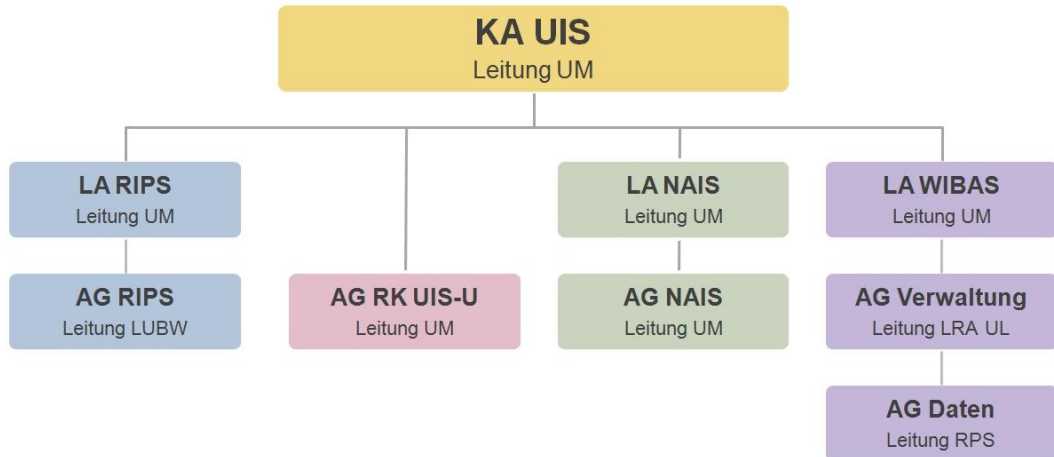 KA UIS
Leitung UM
LA RIPS
Leitung UM
LA NAIS
Leitung UM
LA WIBAS
Leitung UM
AG RIPS
Leitung LUBW
AG RK UIS-U
Leitung UM
AG NAIS
Leitung UM
AG Verwaltung
Leitung LRA UL
AG Daten
Leitung RPS